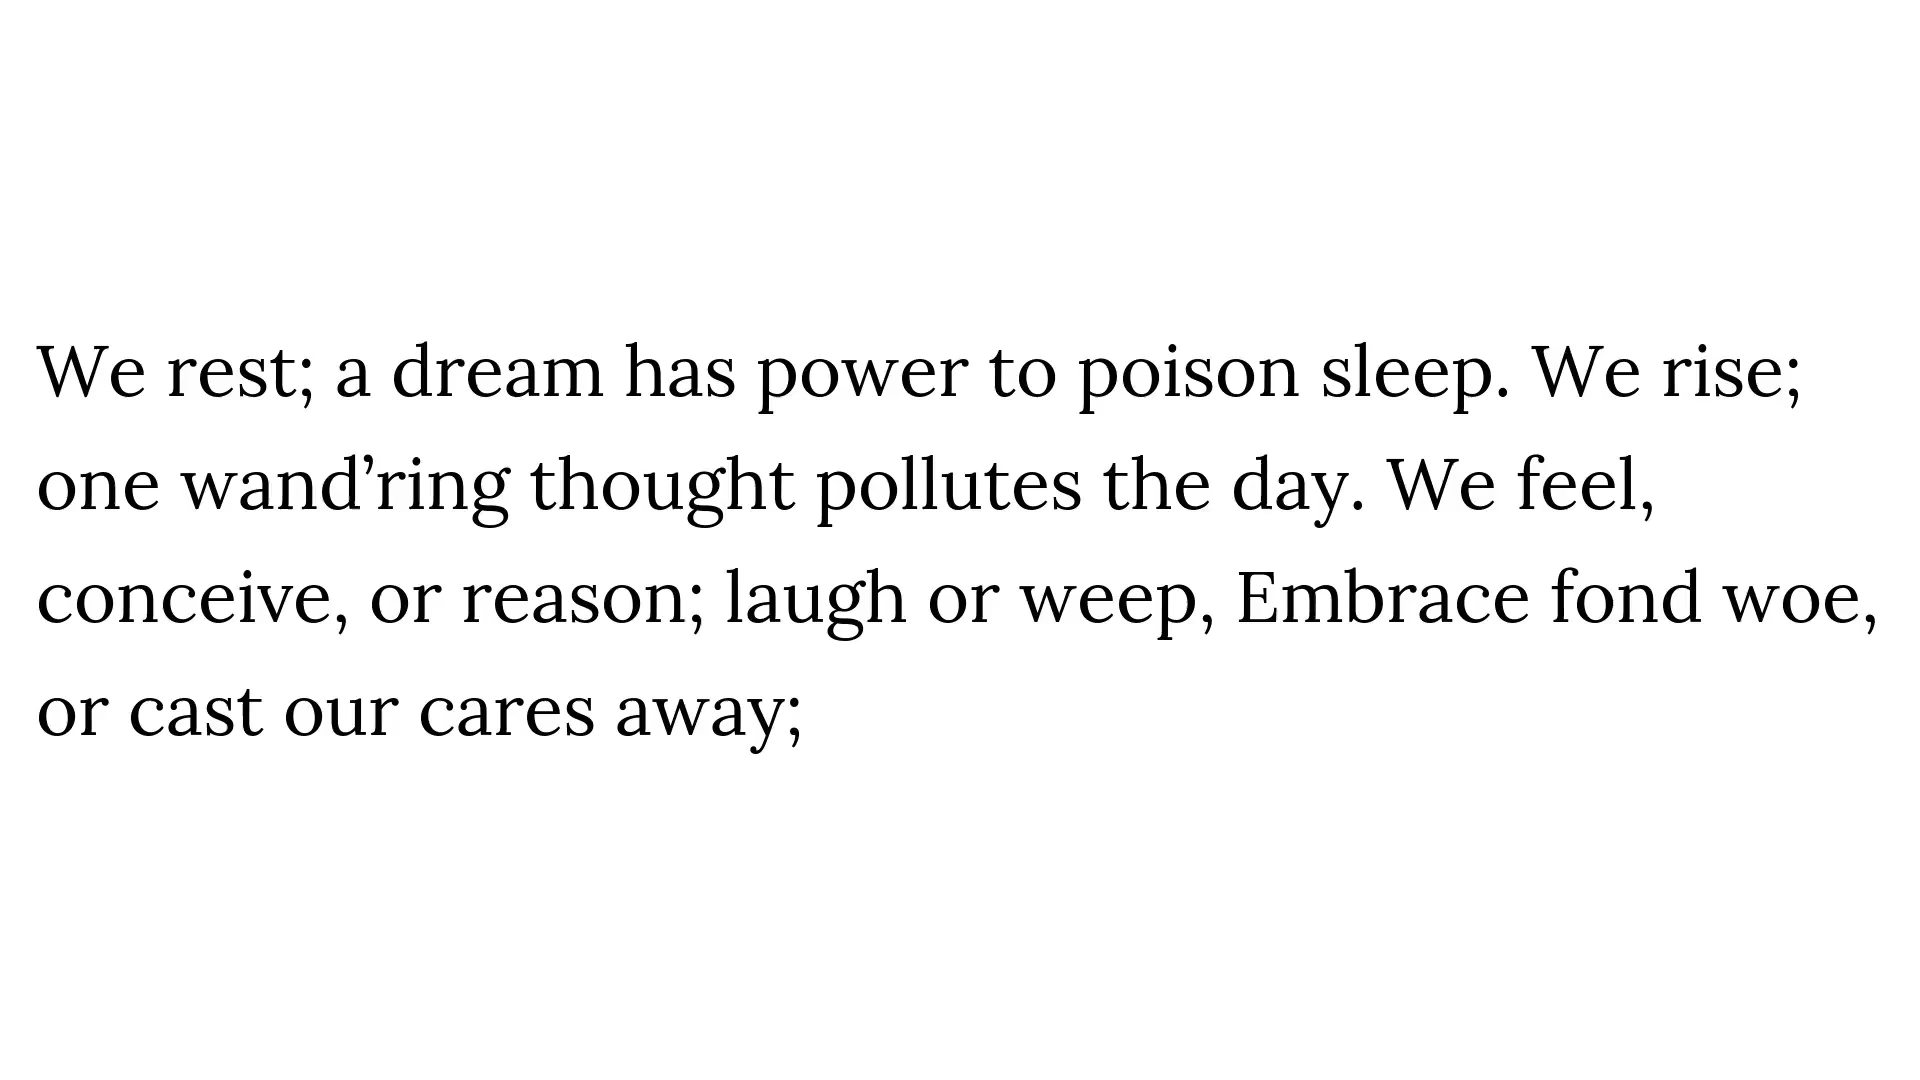 We rest; a dream has power to poison sleep. We rise;
one wand’ring thought pollutes the day. We feel,
conceive, or reason; laugh or weep, Embrace fond woe,
or cast our cares away;